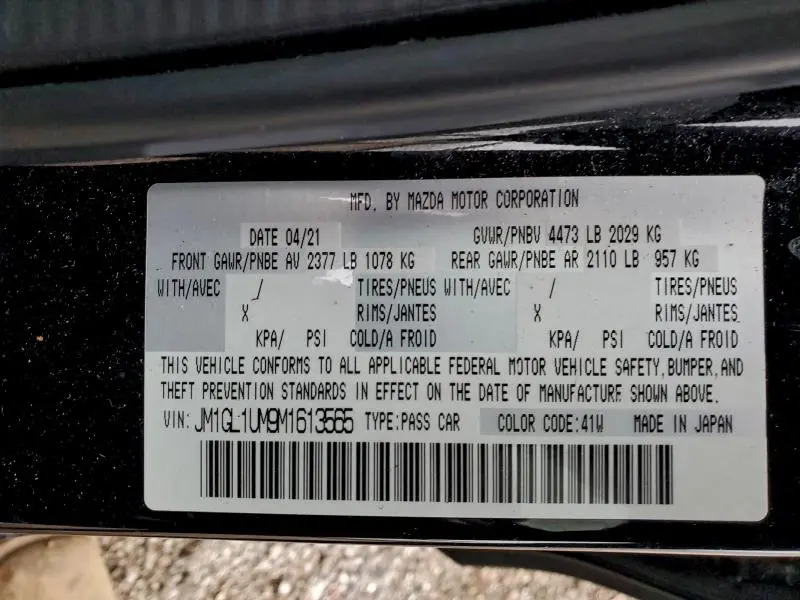 MFD. BY MAZDA MOTOR CORPORATION
DATE 04/21 GVWR/PNBV 4473 LB 2029 KG
FRONT GAWR/PNBE AV 2377 LB 1078 KG REAR GAWR/PNBE AR 2110 LB 957 KG
WITH/AVEC / TIRES/PNEUS WITH/AVEC / TIRES/PNEUS
X RIMS/JANTES X RIMS/JANTES
KPA/ PSI COLD/A FROID KPA/ PSI COLD/A FROID
THIS VEHICLE CONFORMS TO ALL APPLICABLE FEDERAL MOTOR VEHICLE SAFETY,BUMPER,AND
THEFT PREVENTION STANDARDS IN EFFECT ON THE DATE OF MANUFACTURE SHOWN ABOVE.
VIN: JM1GL1UM9M1613565 TYPE:PASS CAR COLOR CODE:41W MADE IN JAPAN